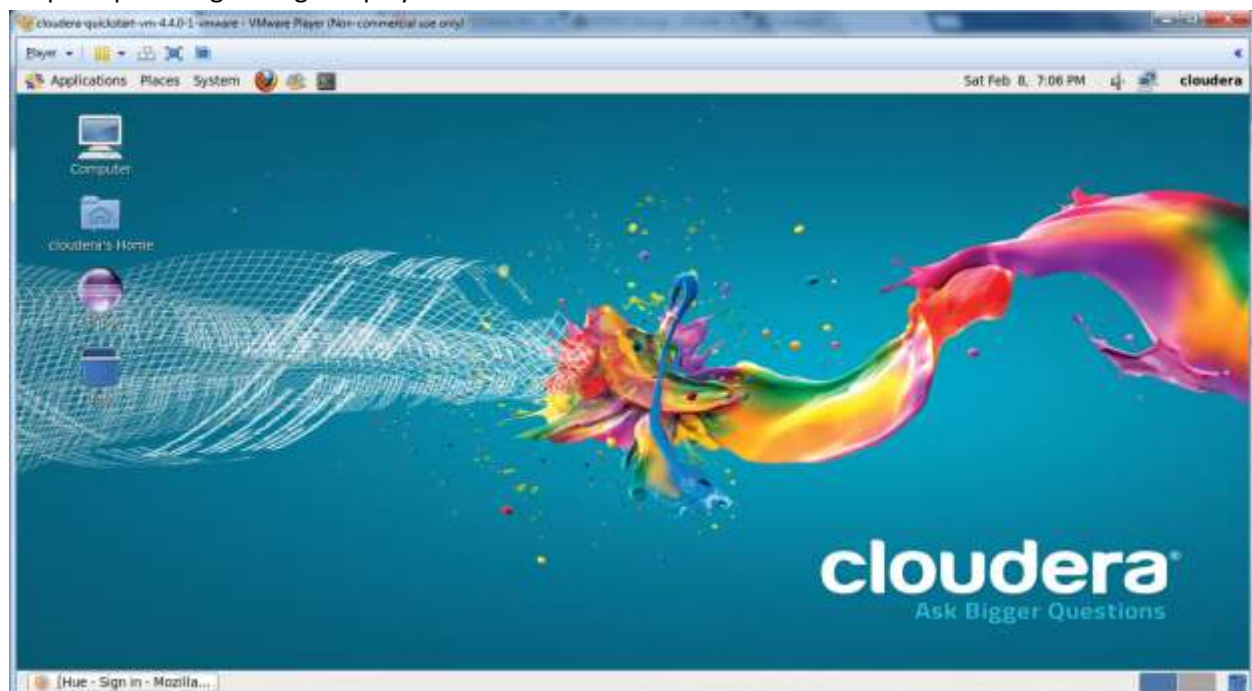 cloudera-quickstart-vm-4.4.0-1-vmware - VMware Player (Non-commercial use only)
Player
Applications Places System Sat Feb 8, 7:06 PM cloudera
Computer
cloudera's Home
cloudera®
Ask Bigger Questions
[Hue - Sign in - Mozilla...